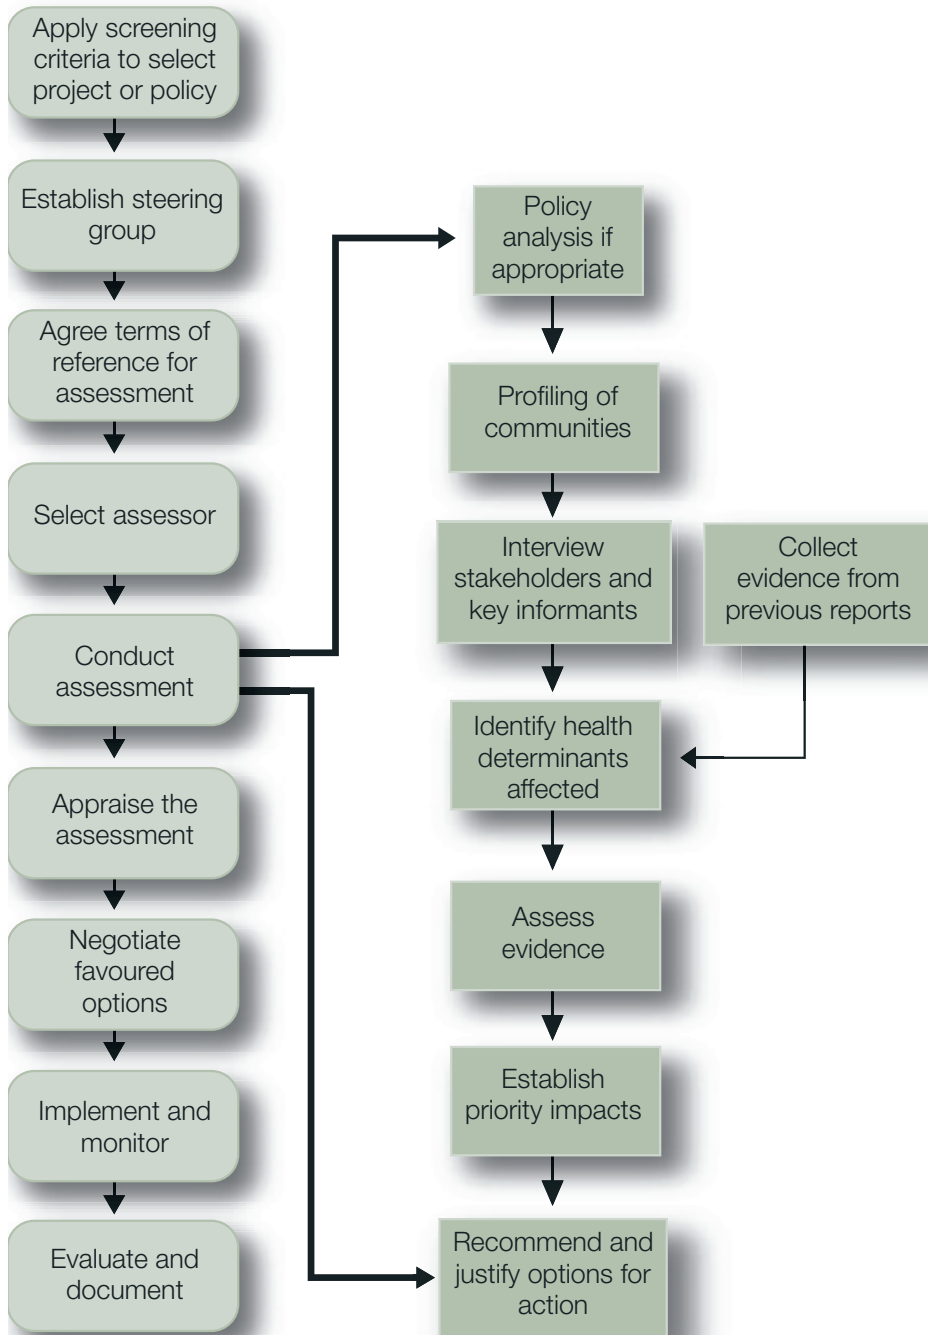 Apply screening
criteria to select
project or policy
Establish steering
group
Agree terms of
reference for
assessment
Select assessor
Conduct
assessment
Appraise the
assessment
Negotiate
favoured
options
Implement and
monitor
Evaluate and
document
Policy
analysis if
appropriate
Profiling of
communities
Interview
stakeholders and
key informants
Collect
evidence from
previous reports
Identify health
determinants
affected
Assess
evidence
Establish
priority impacts
Recommend and
justify options for
action